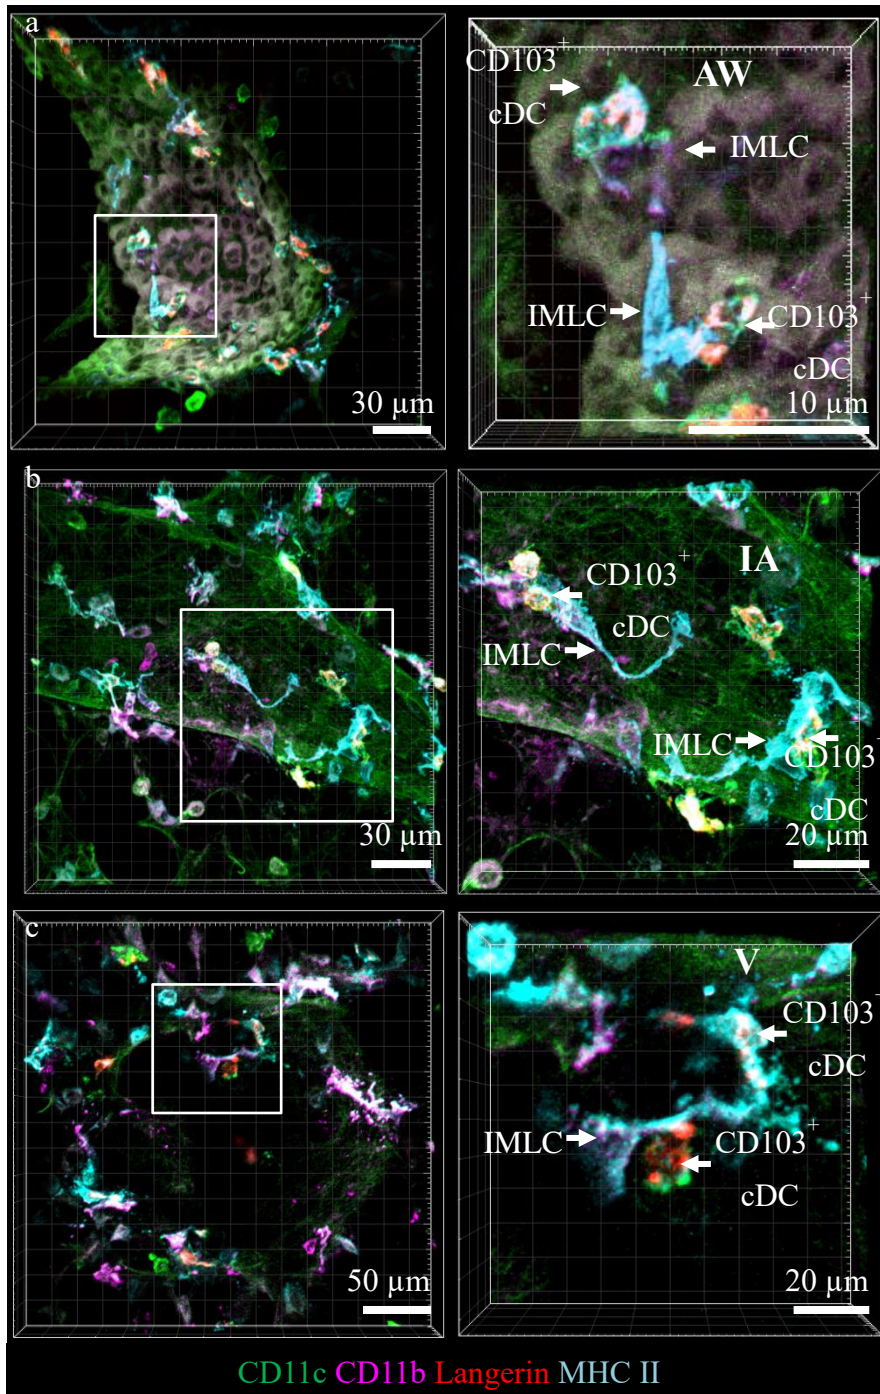 a
30 µm
CD103+
cDC
AW
IMLC
IMLC
CD103+
cDC
10 µm
b
30 µm
IA
CD103+
cDC
IMLC
IMLC
CD103+
cDC
20 µm
c
50 µm
V
CD103+
cDC
IMLC
CD103+
cDC
20 µm
CD11c CD11b Langerin MHC II